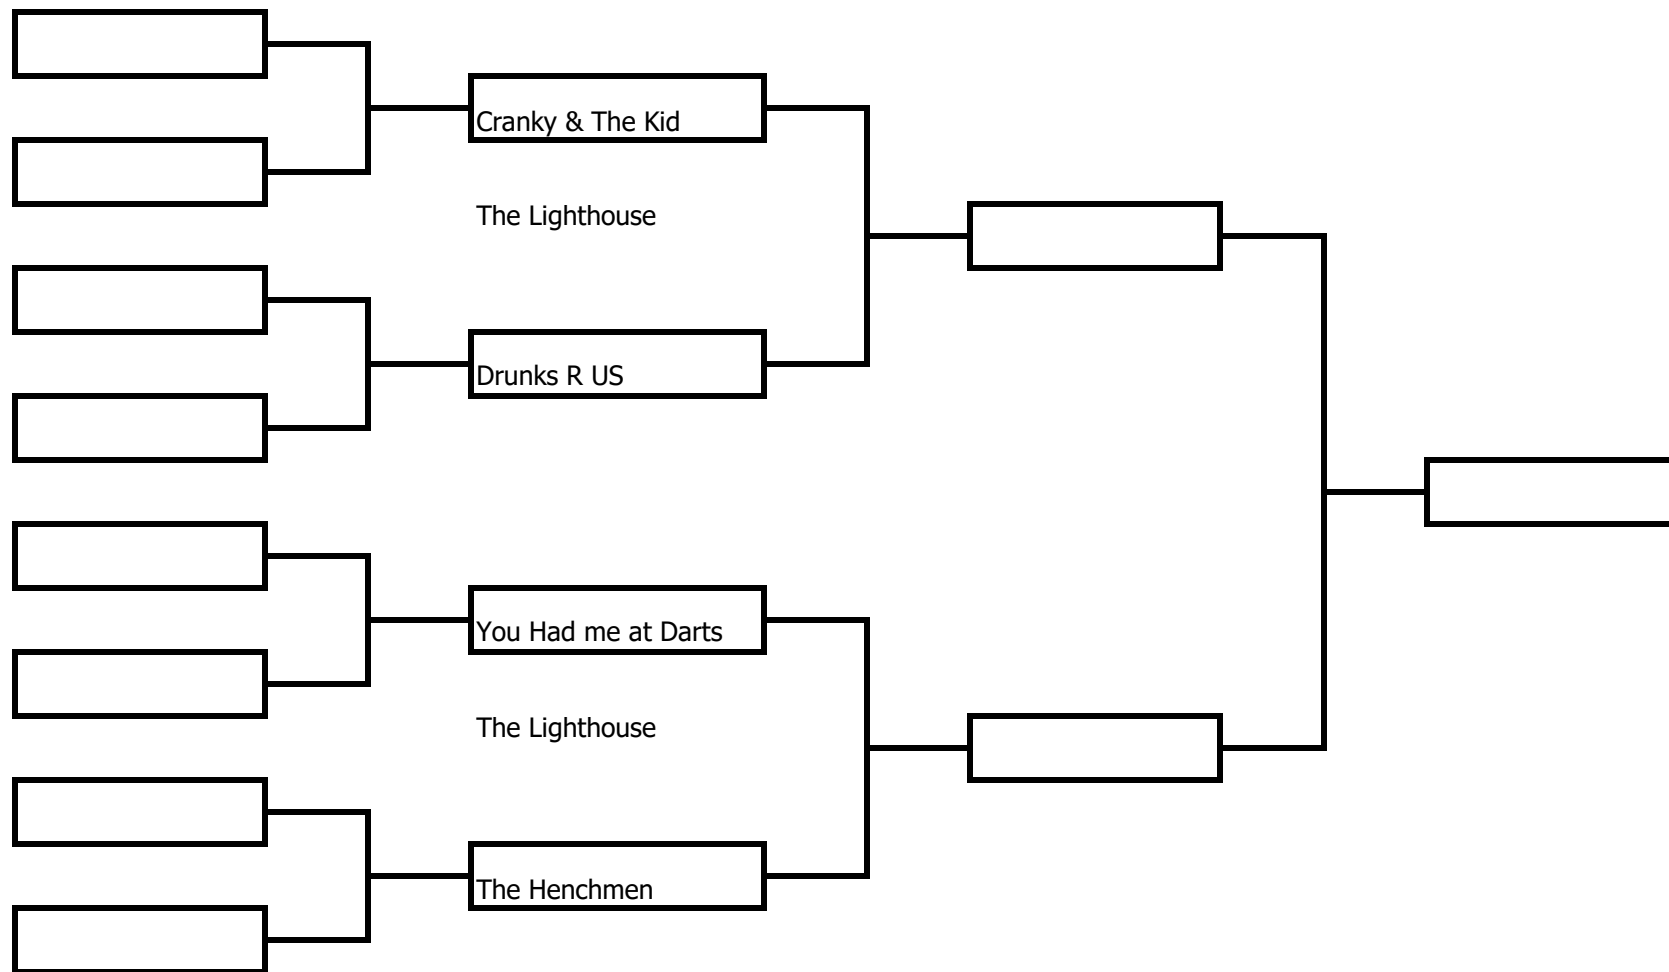 Cranky & The Kid
The Lighthouse
Drunks R US
You Had me at Darts
The Lighthouse
The Henchmen